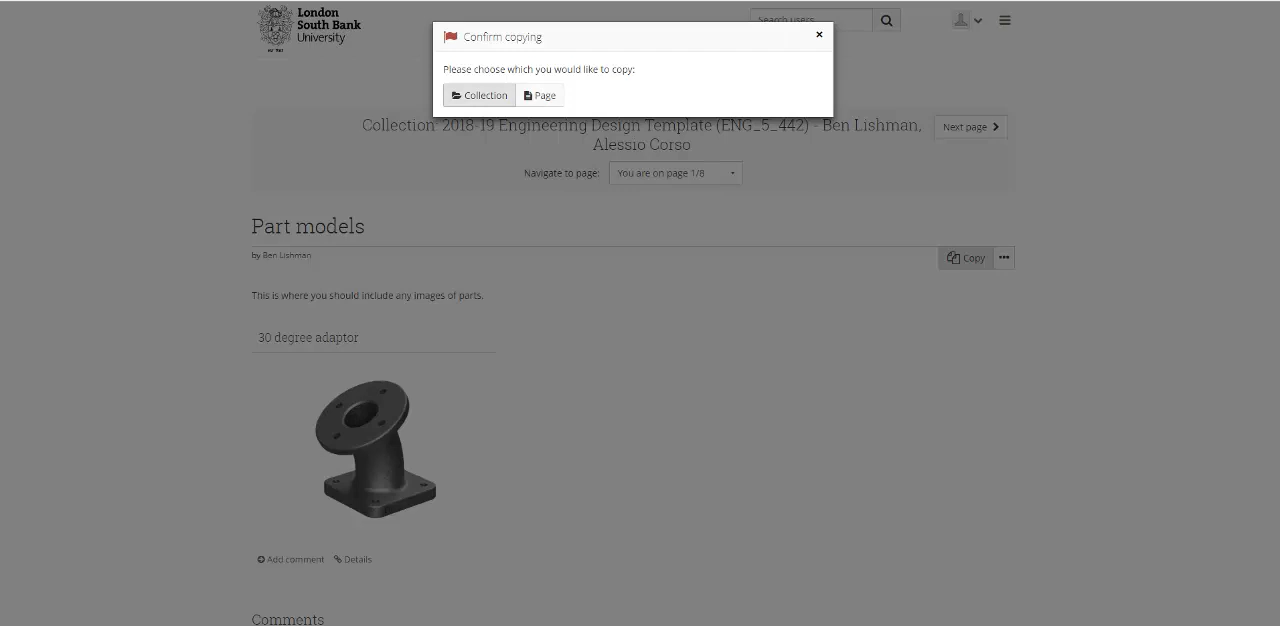 London
South Bank
University
EST 1892
Search users
Confirm copying
Please choose which you would like to copy:
Collection
Page
Collection: 2018-19 Engineering Design Template (ENG_5_442) - Ben Lishman,
Alessio Corso
Next page
Navigate to page:
You are on page 1/8
Part models
by Ben Lishman
Copy
This is where you should include any images of parts.
30 degree adaptor
Add comment
Details
Comments